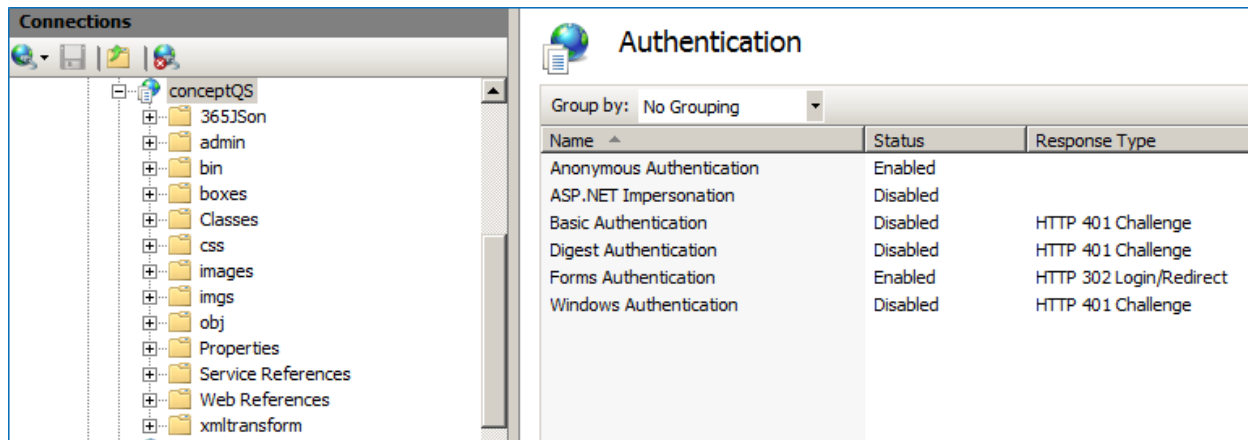 Connections
conceptQS
365JSon
admin
bin
boxes
Classes
css
images
imgs
obj
Properties
Service References
Web References
xmltransform
Authentication
Group by: No Grouping
Name Status Response Type
Anonymous Authentication Enabled
ASP.NET Impersonation Disabled
Basic Authentication Disabled HTTP 401 Challenge
Digest Authentication Disabled HTTP 401 Challenge
Forms Authentication Enabled HTTP 302 Login/Redirect
Windows Authentication Disabled HTTP 401 Challenge